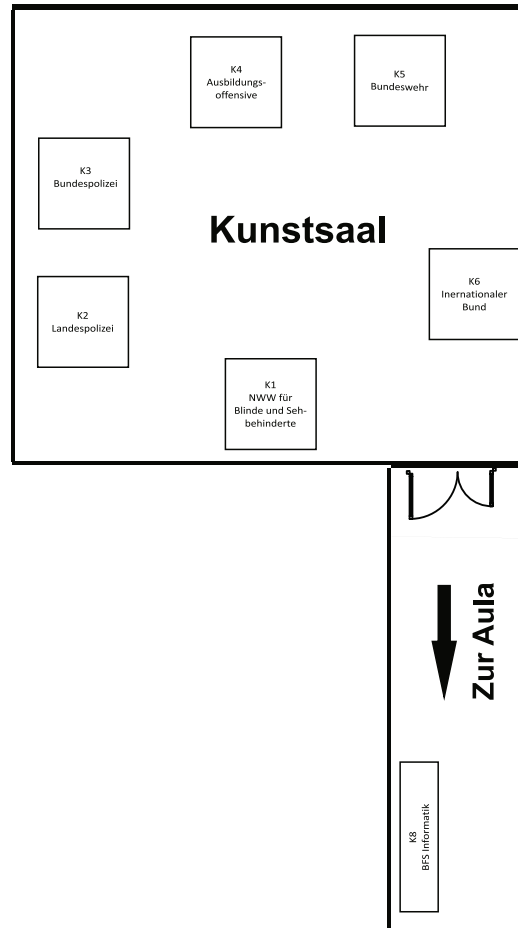 K4
Ausbildungs-
offensive
K5
Bundeswehr
K3
Bundespolizei
Kunstsaal
K6
Inernationaler
Bund
K2
Landespolizei
K1
NWW für
Blinde und Seh-
behinderte
Zur Aula
K8
BFS Informatik